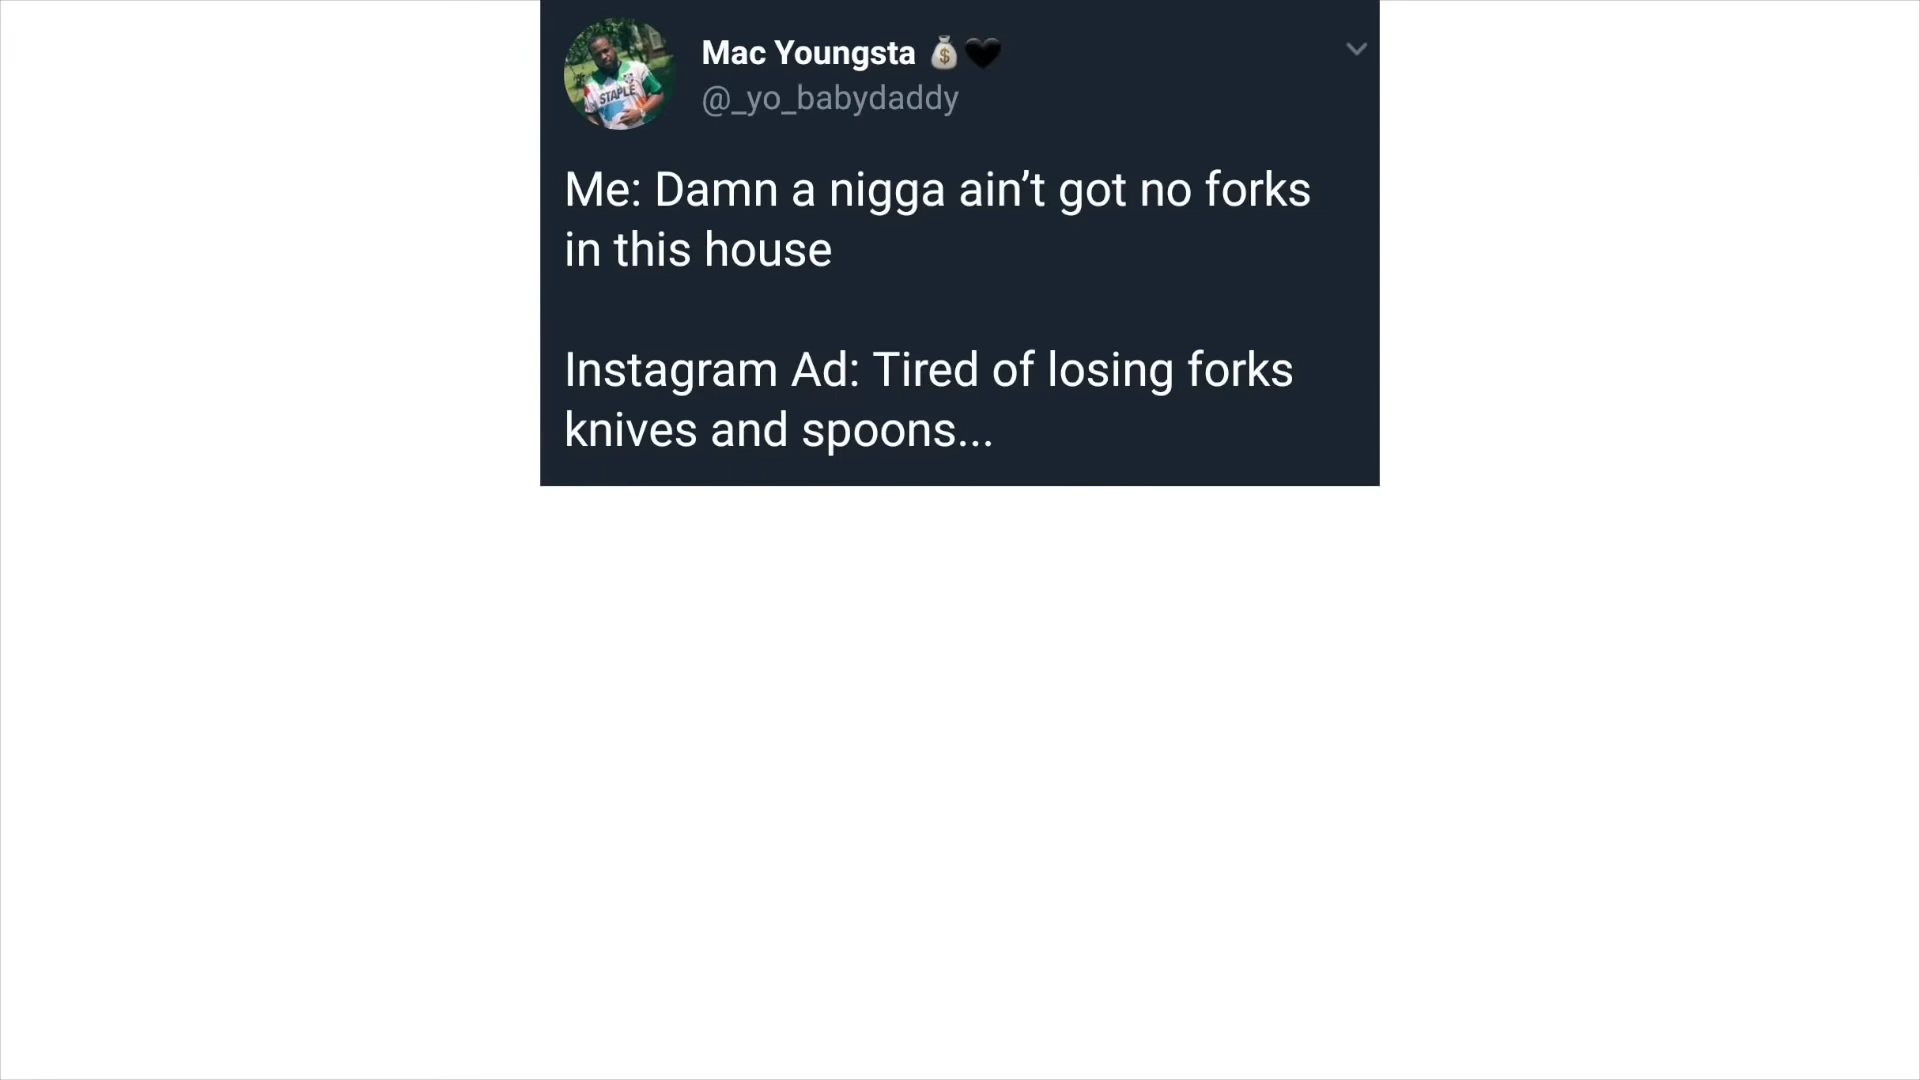 Mac Youngsta 💰🖤
@_yo_babydaddy
STAPLE
Me: Damn a nigga ain’t got no forks
in this house
Instagram Ad: Tired of losing forks
knives and spoons...